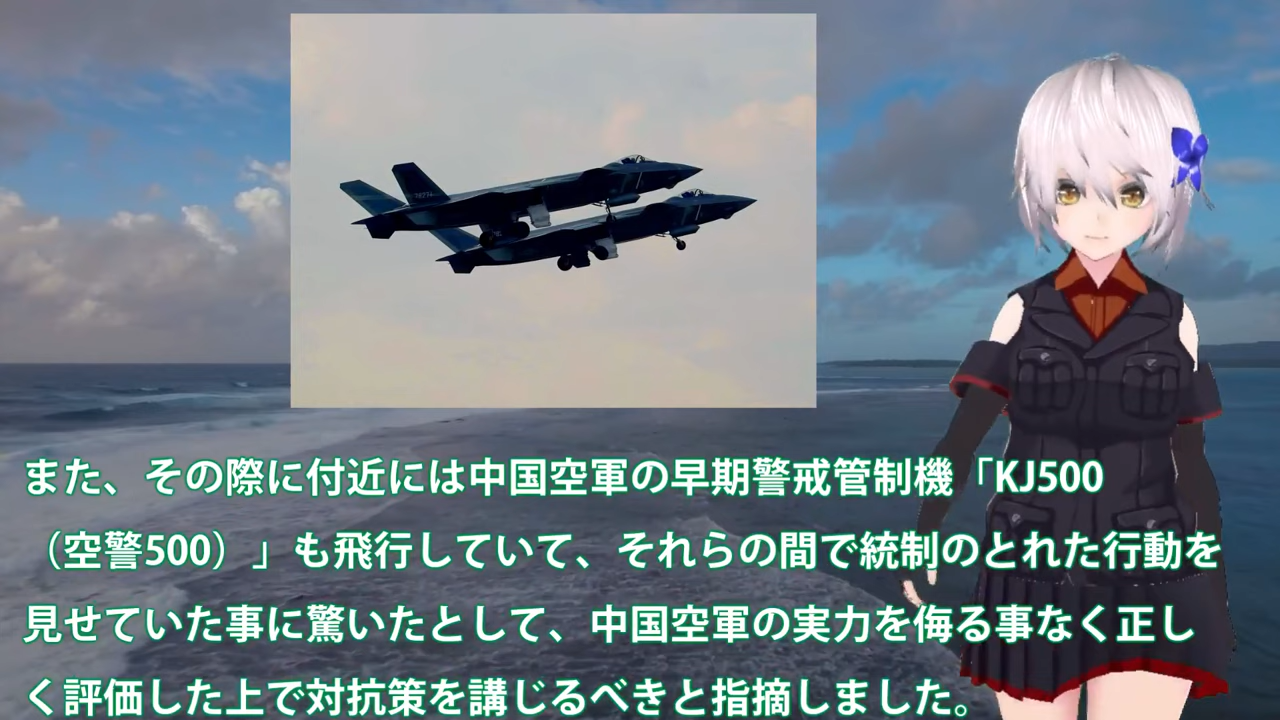 また、その際に付近には中国空軍の早期警戒管制機「KJ500
（空警500）」も飛行していて、それらの間で統制のとれた行動を
見せていた事に驚いたとして、中国空軍の実力を侮る事なく正し
く評価した上で対抗策を講じるべきと指摘しました。